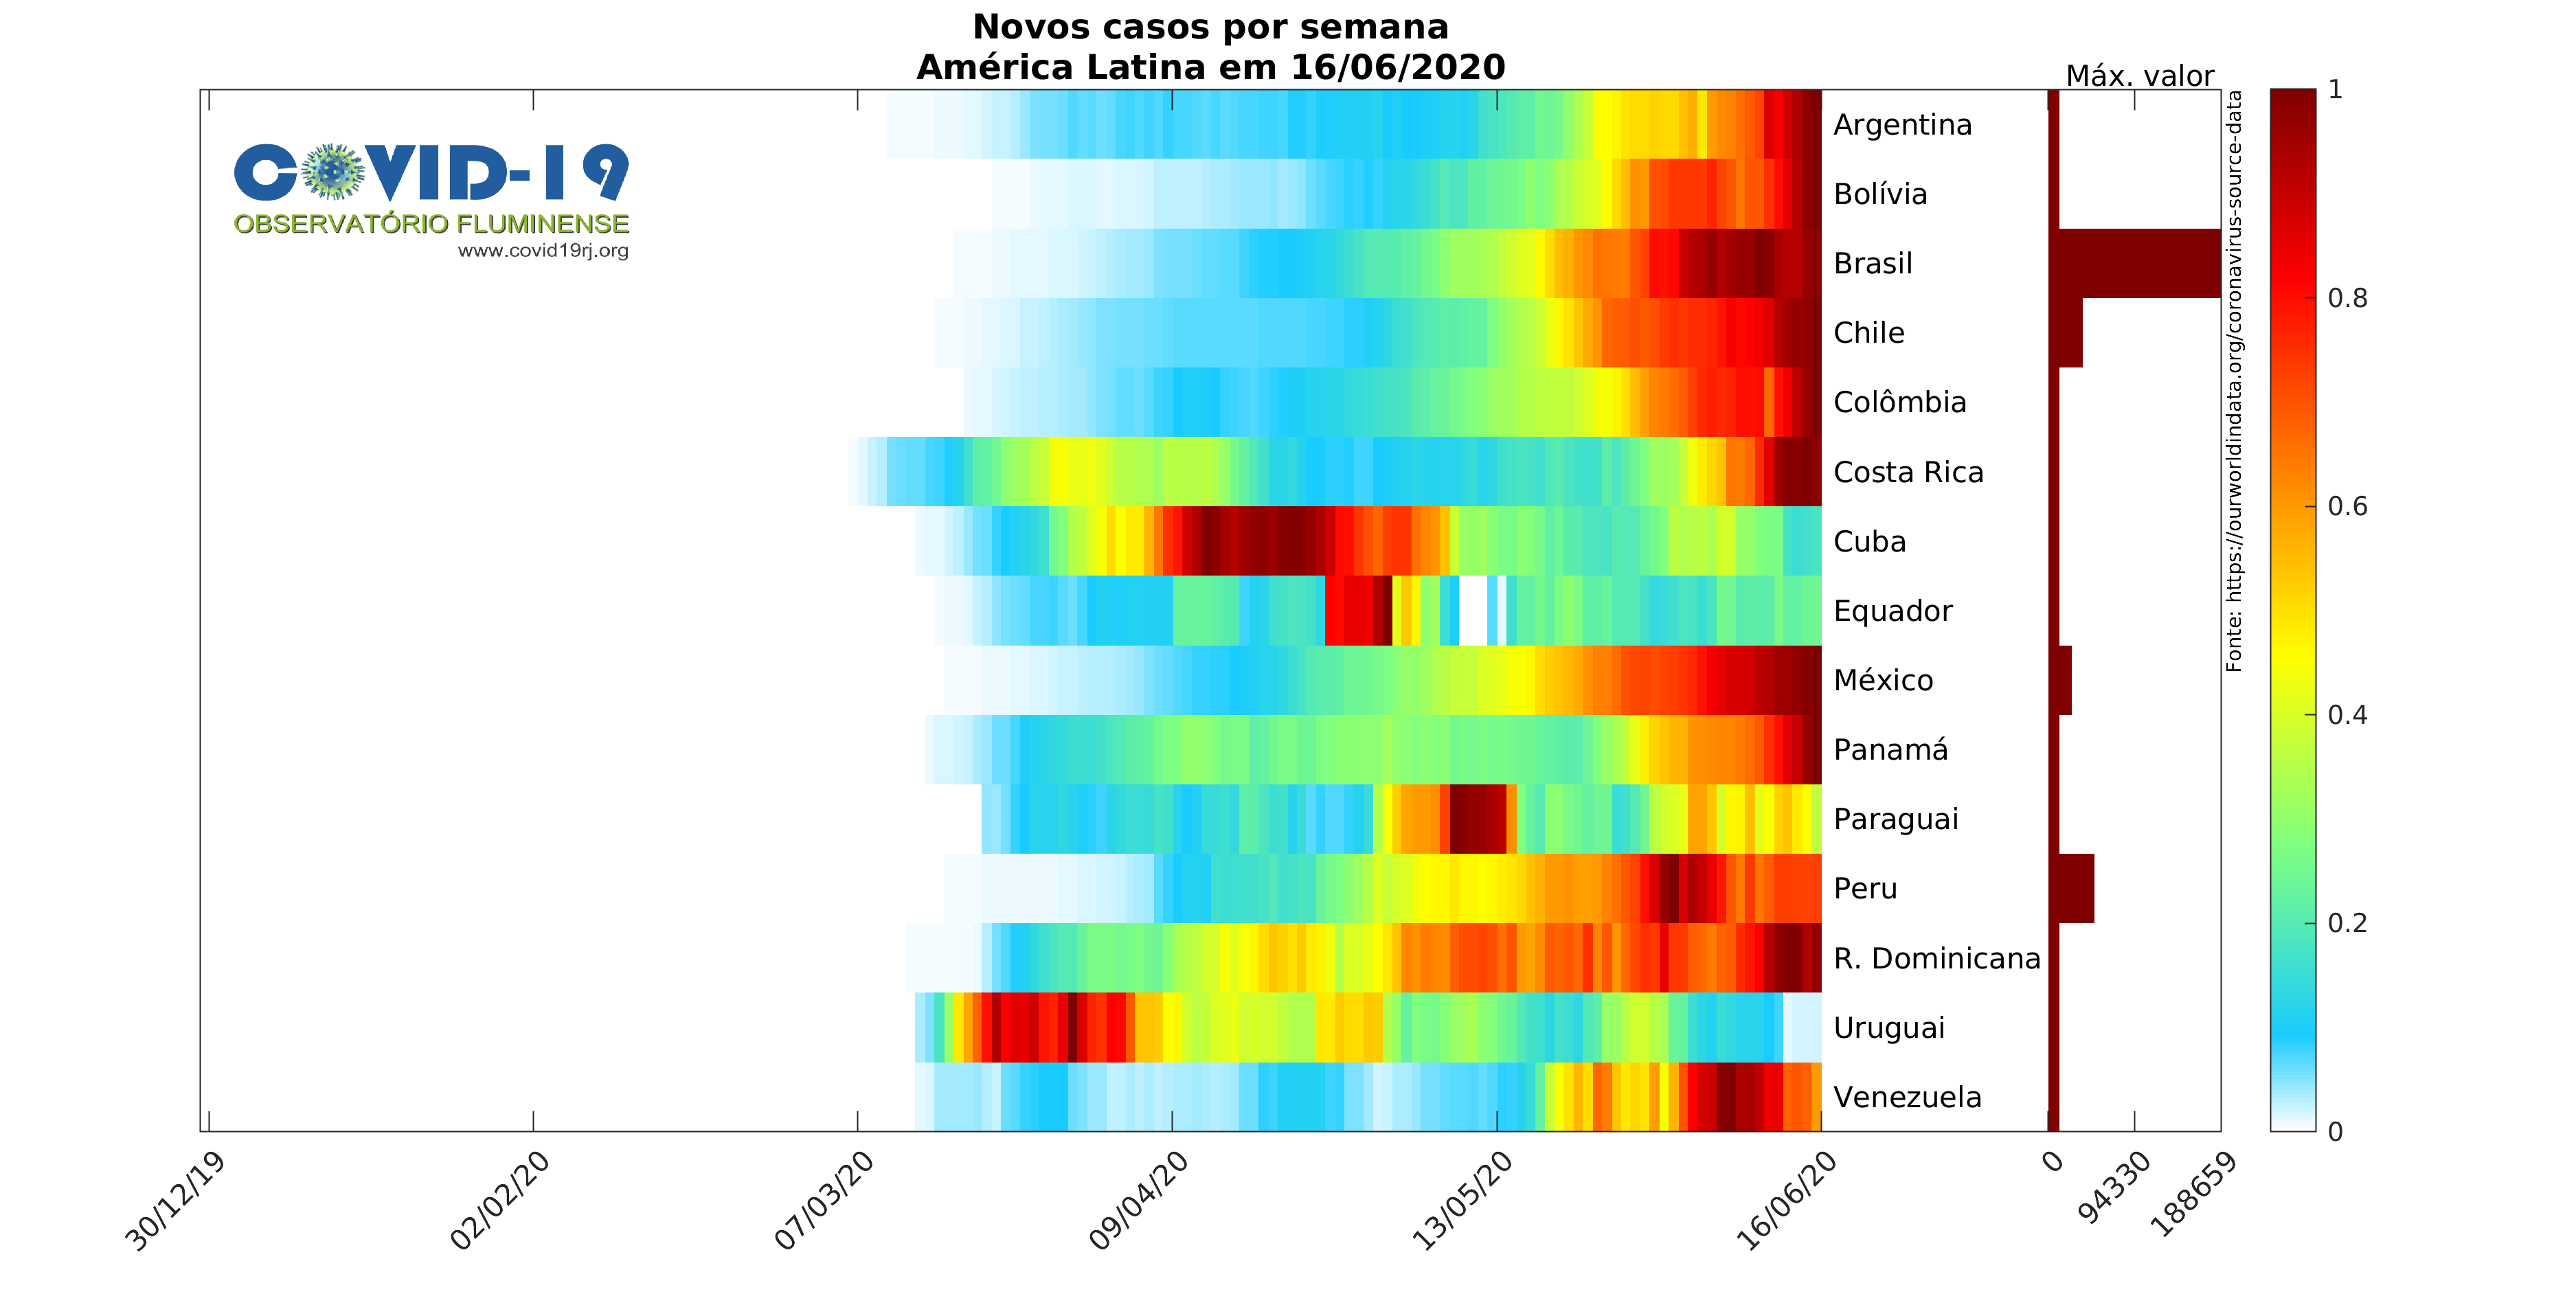 Novos casos por semana
América Latina em 16/06/2020
Máx. valor
COVID-19
OBSERVATÓRIO FLUMINENSE
www.covid19rj.org
Argentina
Bolívia
Brasil
Chile
Colômbia
Costa Rica
Cuba
Equador
México
Panamá
Paraguai
Peru
R. Dominicana
Uruguai
Venezuela
30/12/19
02/02/20
07/03/20
09/04/20
13/05/20
16/06/20
0
94330
188659
Fonte: https://ourworldindata.org/coronavirus-source-data
1
0.8
0.6
0.4
0.2
0